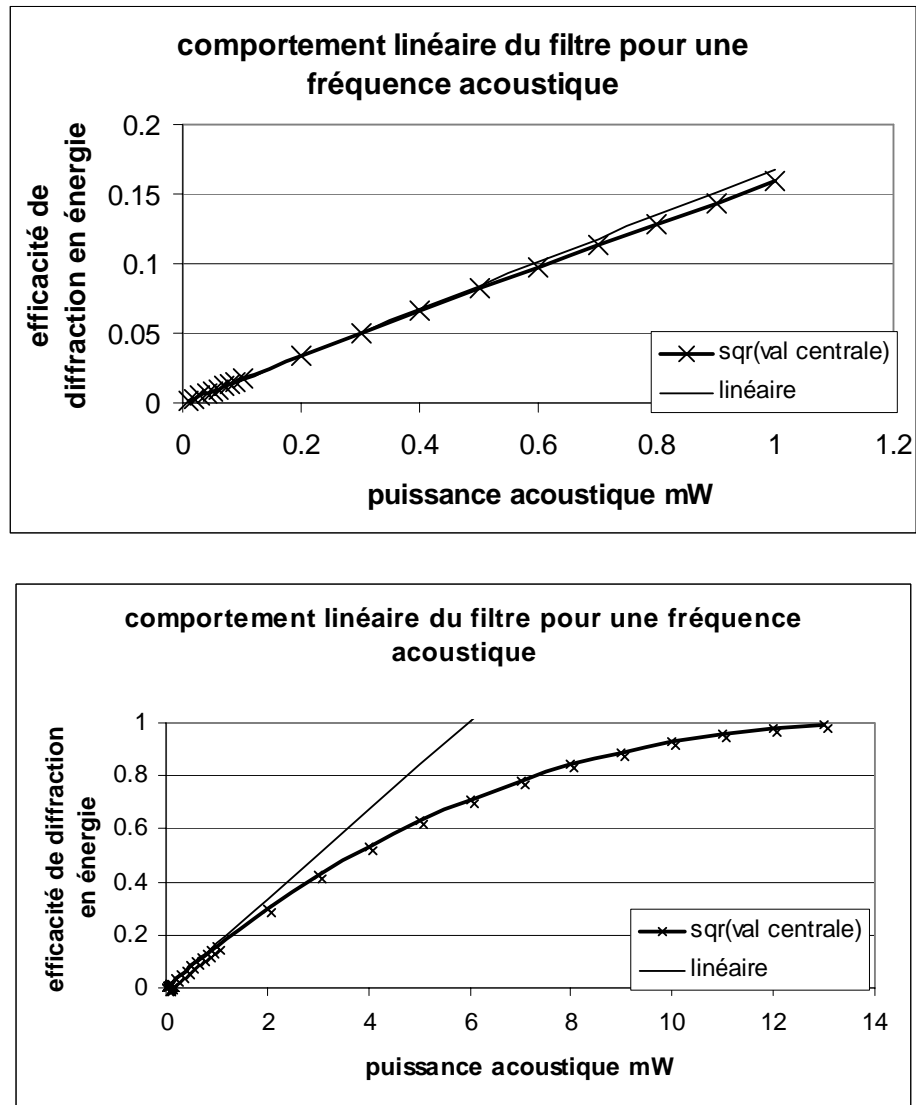 comportement linéaire du filtre pour une
fréquence acoustique
efficacité de
diffraction en énergie
0.2
0.15
0.1
0.05
0
0
0.2
0.4
0.6
0.8
1
1.2
sqr(val centrale)
linéaire
puissance acoustique mW
comportement linéaire du filtre pour une fréquence
acoustique
efficacité de diffraction
en énergie
1
0.8
0.6
0.4
0.2
0
0
2
4
6
8
10
12
14
sqr(val centrale)
linéaire
puissance acoustique mW